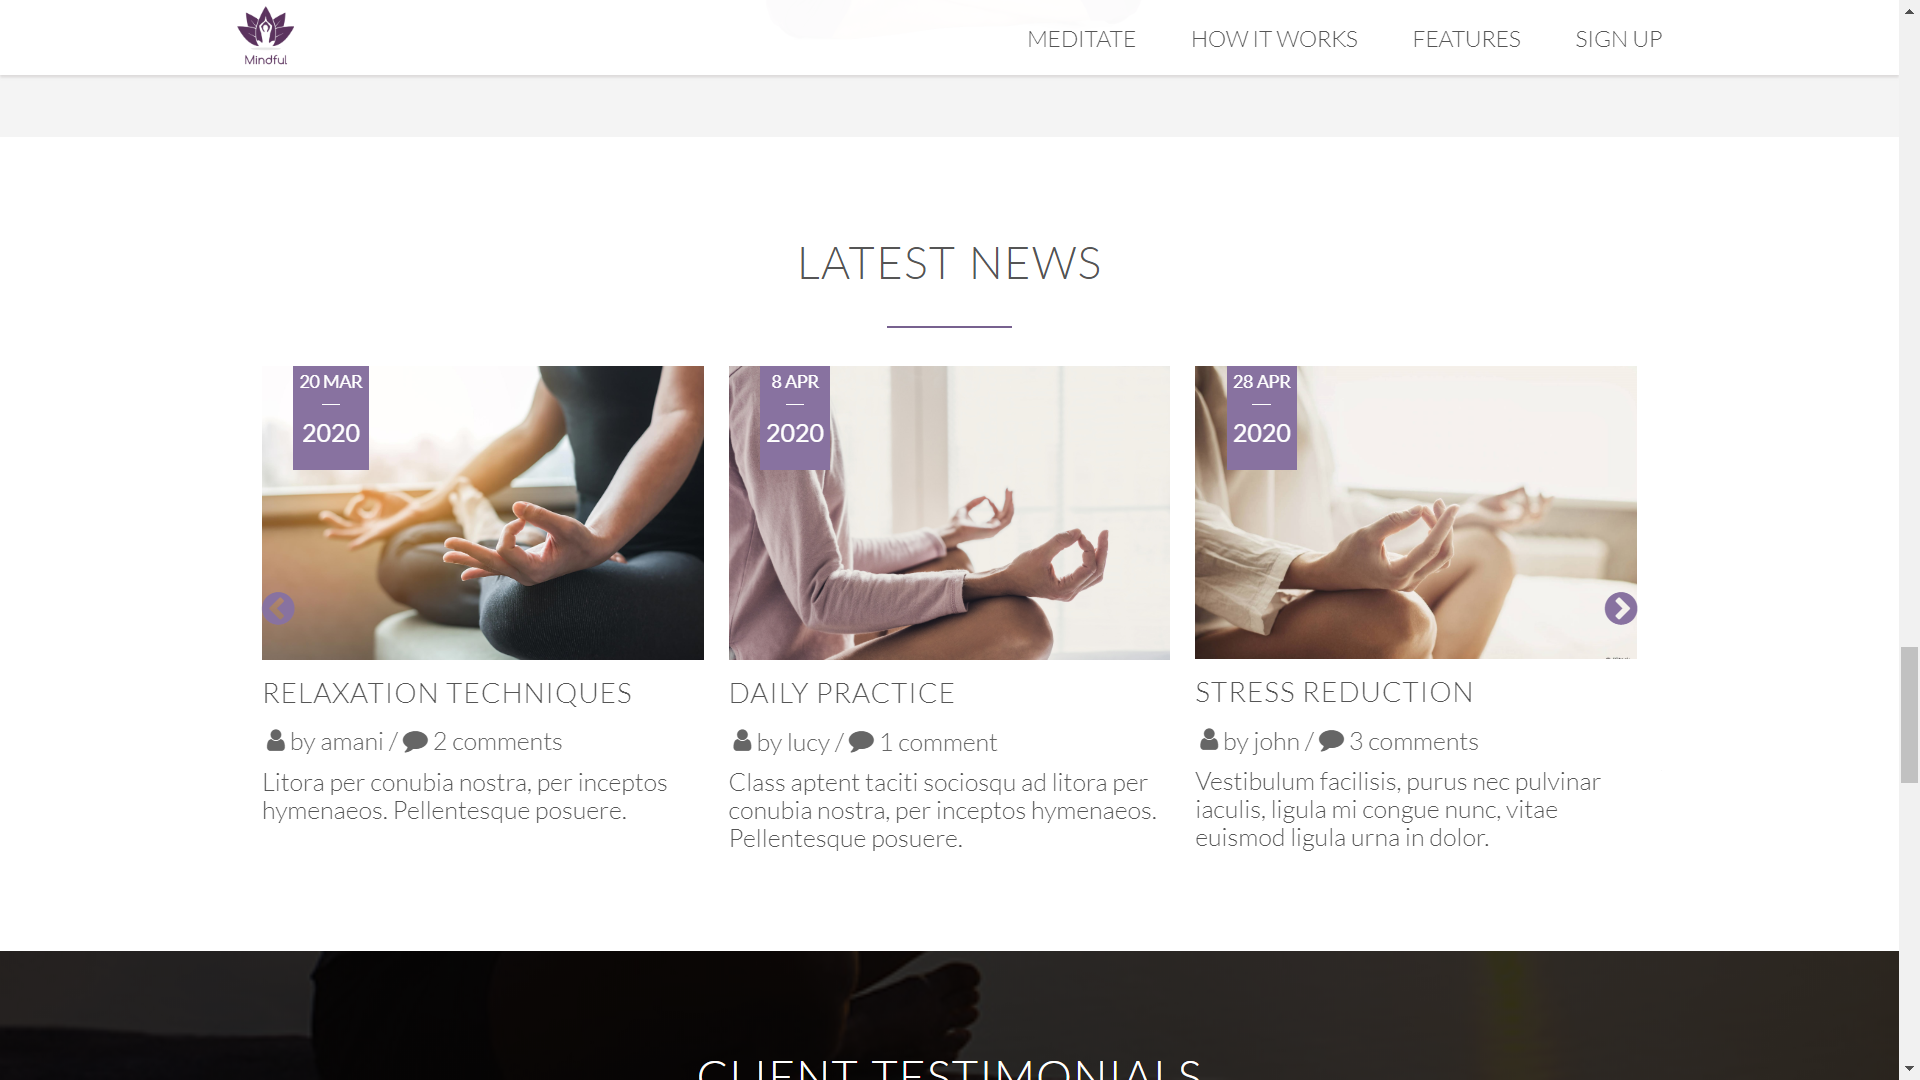 Mindful
MEDITATE
HOW IT WORKS
FEATURES
SIGN UP
LATEST NEWS
20 MAR
2020
8 APR
2020
28 APR
2020
RELAXATION TECHNIQUES
by amani / 2 comments
Litora per conubia nostra, per inceptos
hymenaeos. Pellentesque posuere.
DAILY PRACTICE
by lucy / 1 comment
Class aptent taciti sociosqu ad litora per
conubia nostra, per inceptos hymenaeos.
Pellentesque posuere.
STRESS REDUCTION
by john / 3 comments
Vestibulum facilisis, purus nec pulvinar
iaculis, ligula mi congue nunc, vitae
euismod ligula urna in dolor.
CLIENT TESTIMONIALS